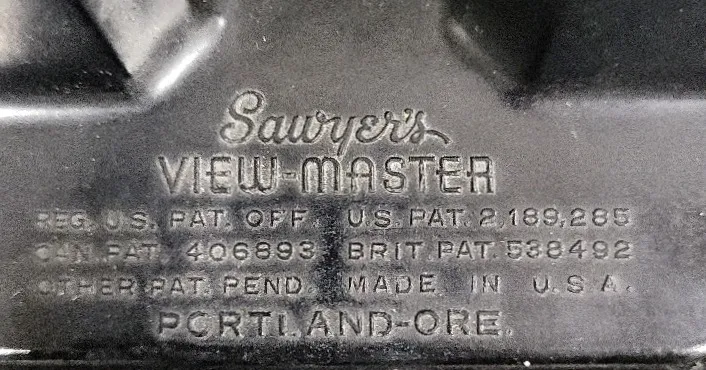 Sawyer's
VIEW-MASTER
REG. U.S. PAT. OFF. U.S. PAT. 2,189,285
CAN. PAT. 406893 BRIT. PAT. 538492
OTHER PAT. PEND. MADE IN U.S.A.
PORTLAND-ORE.